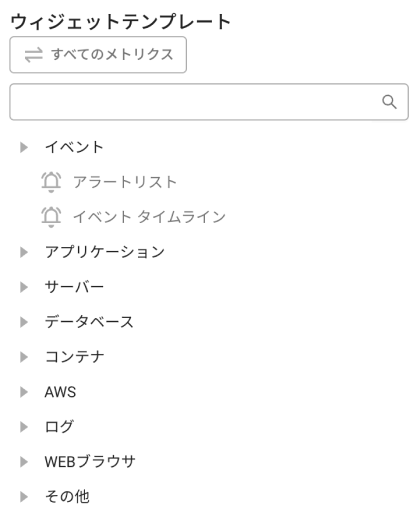 ウィジェットテンプレート
すべてのメトリクス
イベント
アラートリスト
イベント タイムライン
アプリケーション
サーバー
データベース
コンテナ
AWS
ログ
WEBブラウサ
その他